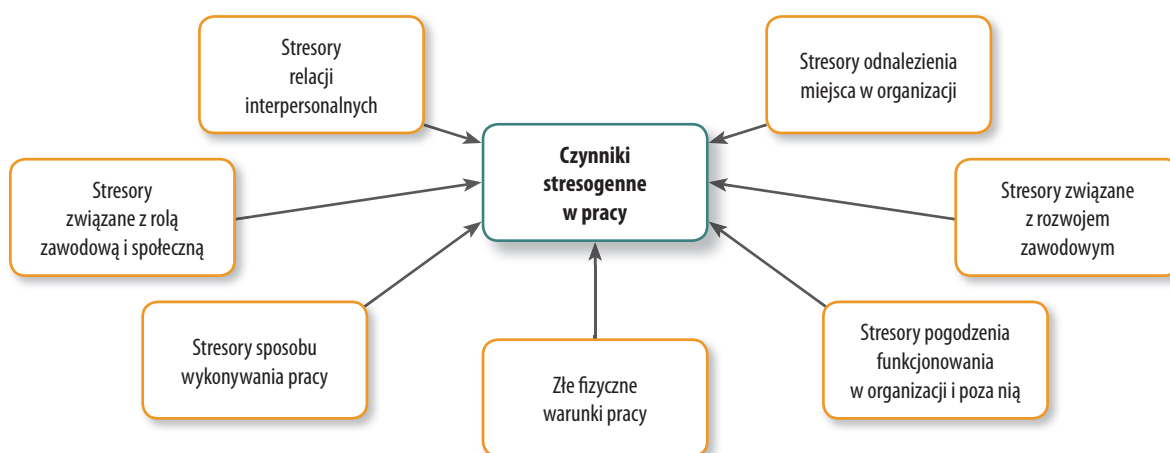 Stresory
relacji
interpersonalnych
Stresory odnalezienia
miejsca w organizacji
Czynniki
stresogenne
w pracy
Stresory
związane z rolą
zawodową i społeczną
Stresory związane
z rozwojem
zawodowym
Stresory sposobu
wykonywania pracy
Złe fizyczne
warunki pracy
Stresory pogodzenia
funkcjonowania
w organizacji i poza nią